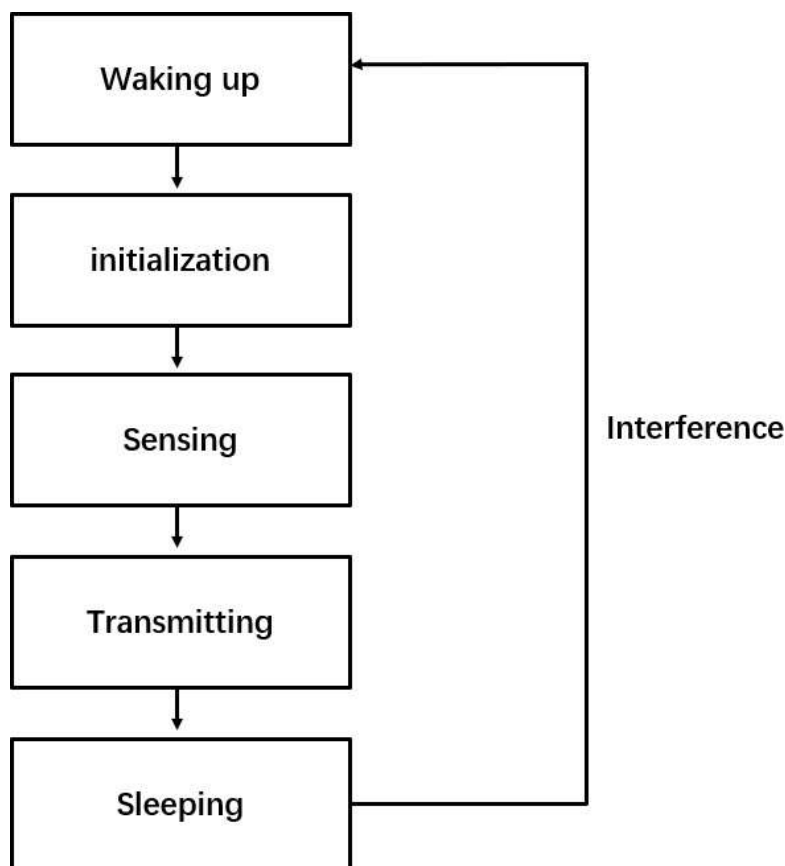 Waking up
initialization
Sensing
Interference
Transmitting
Sleeping